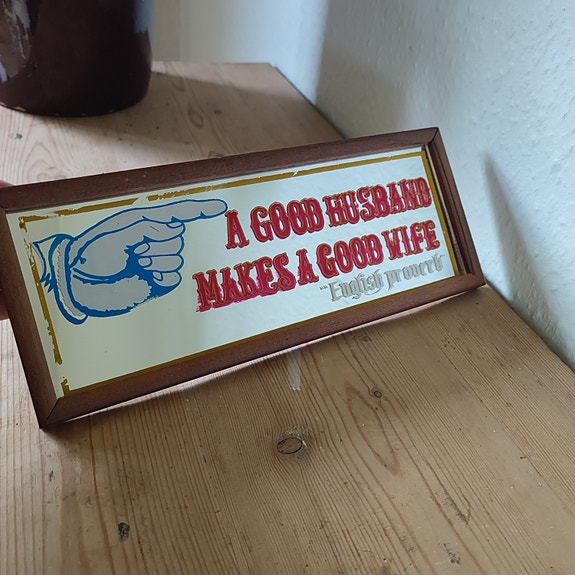 A GOOD HUSBAND
MAKES A GOOD WIFE
"English proverb"